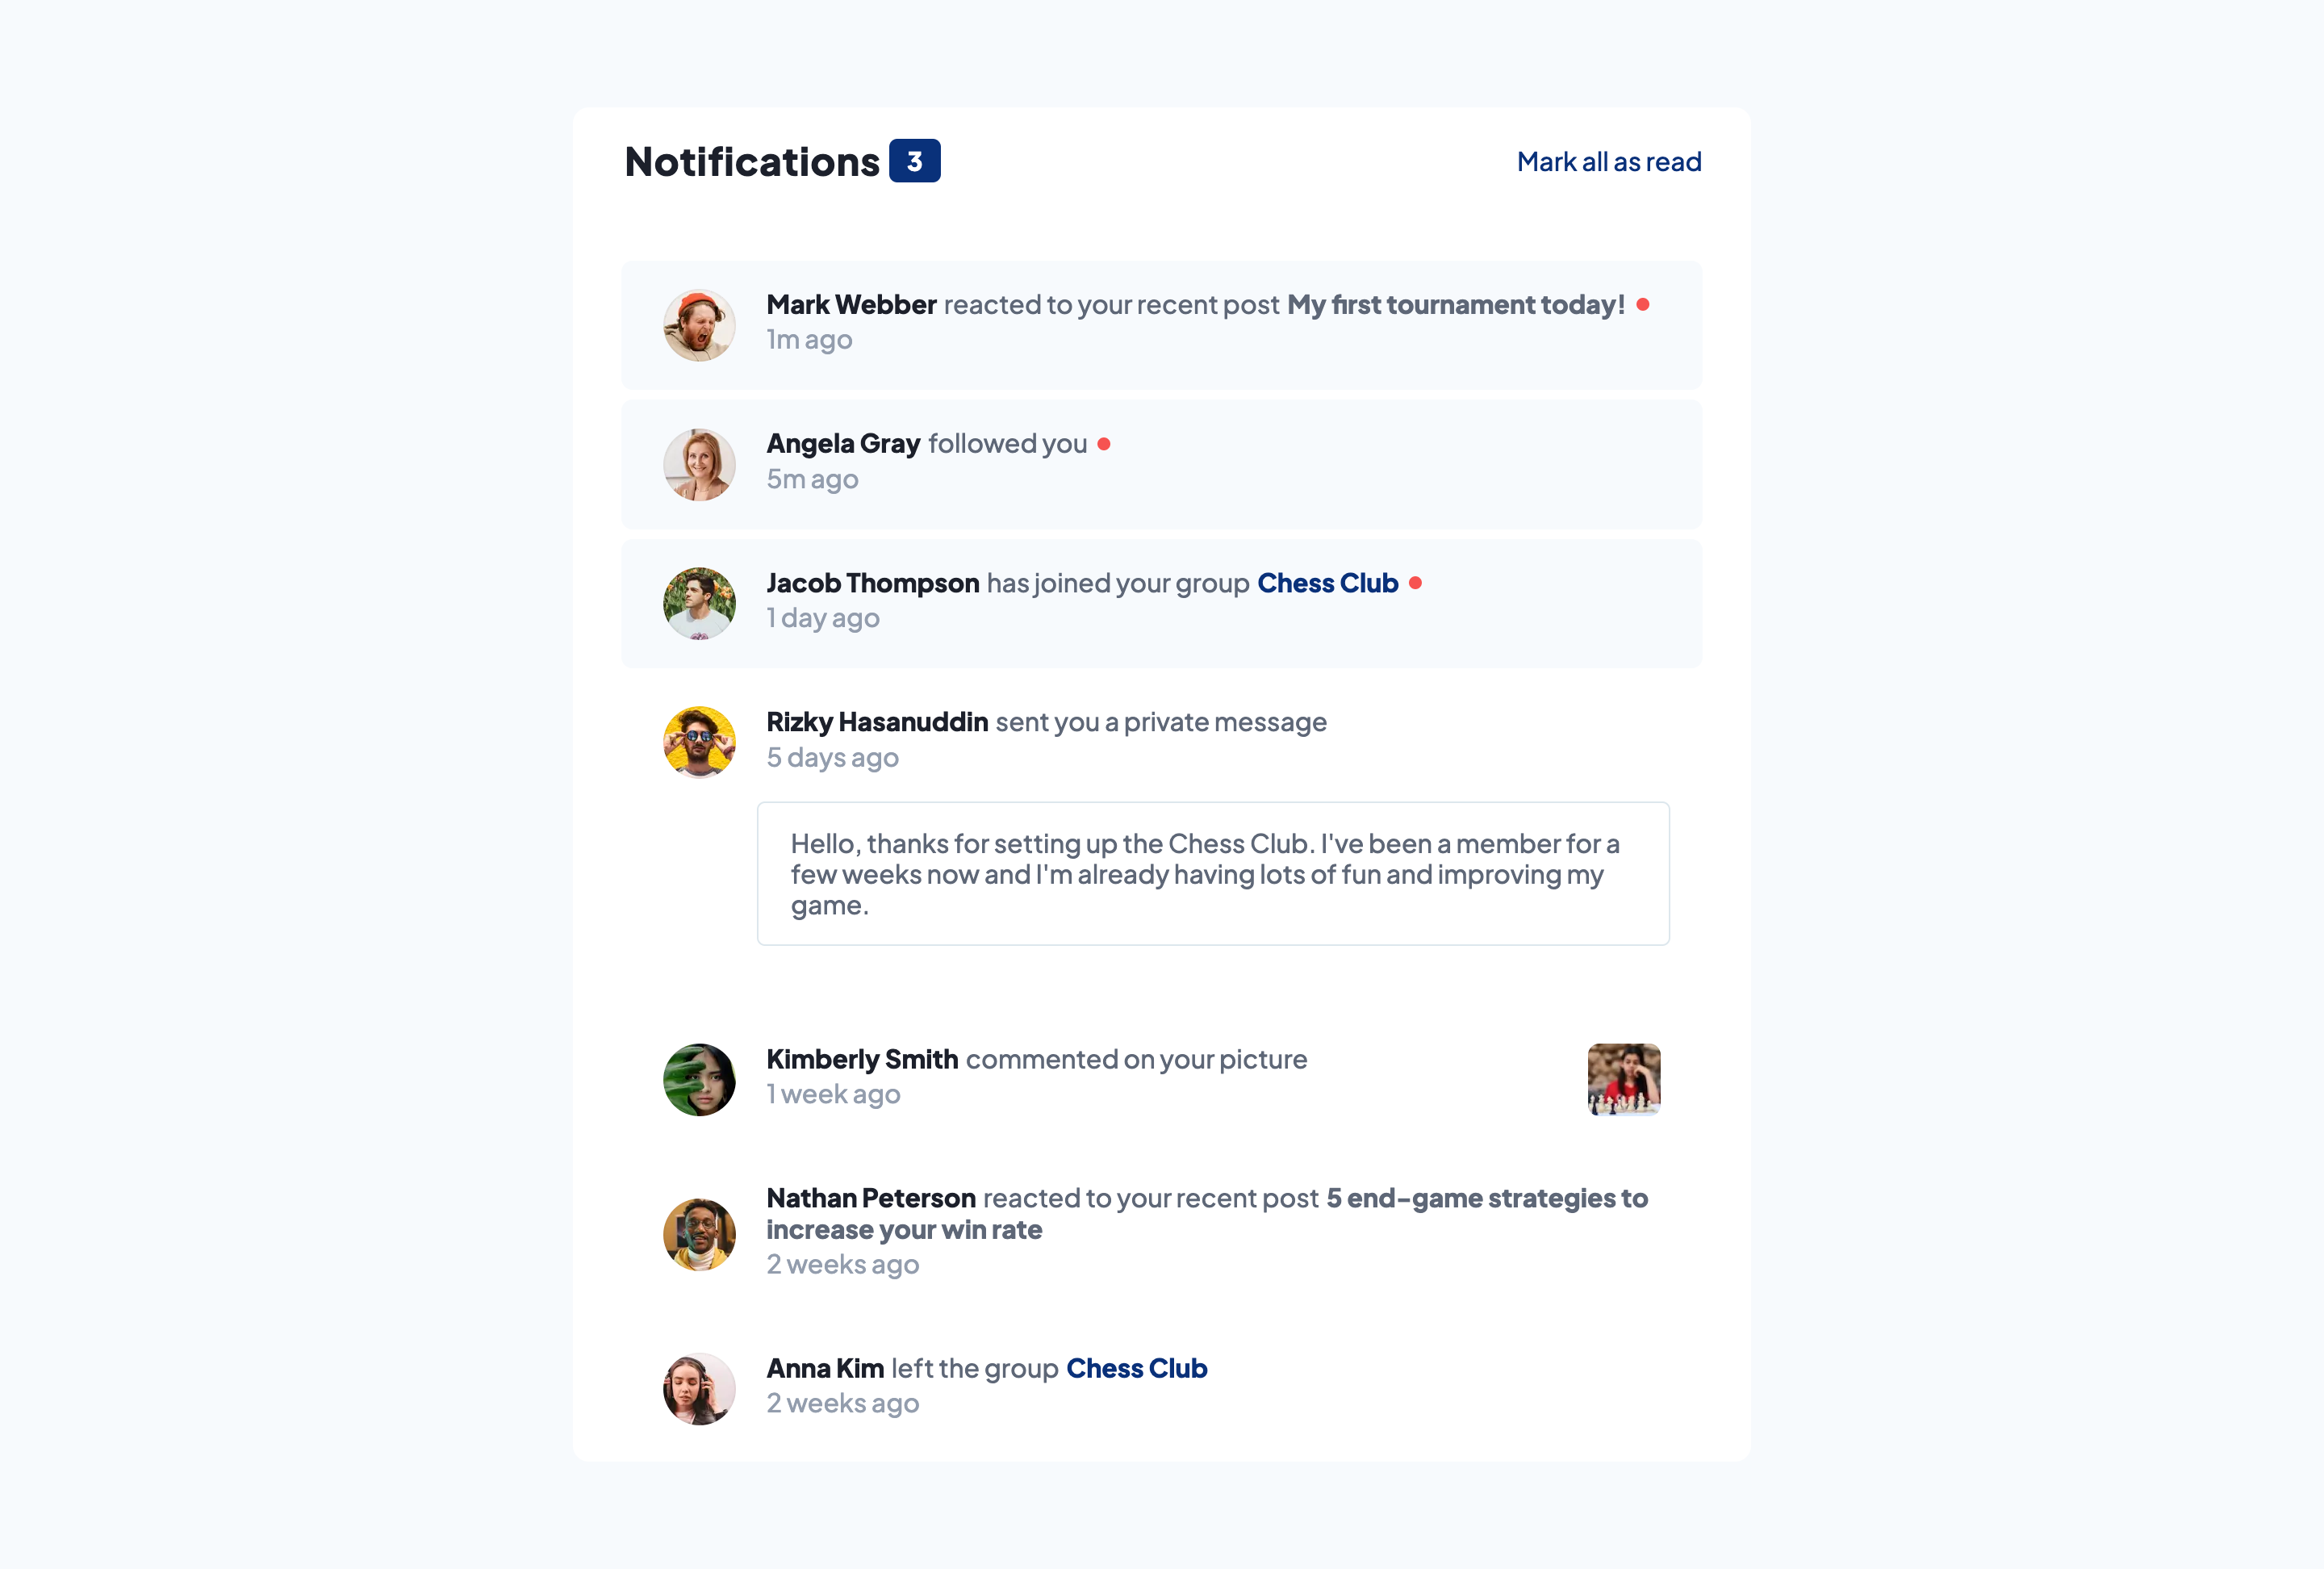 Notifications 3
Mark all as read
Mark Webber reacted to your recent post My first tournament today!
1m ago
Angela Gray followed you
5m ago
Jacob Thompson has joined your group Chess Club
1 day ago
Rizky Hasanuddin sent you a private message
5 days ago
Hello, thanks for setting up the Chess Club. I've been a member for a
few weeks now and I'm already having lots of fun and improving my
game.
Kimberly Smith commented on your picture
1 week ago
Nathan Peterson reacted to your recent post 5 end-game strategies to
increase your win rate
2 weeks ago
Anna Kim left the group Chess Club
2 weeks ago